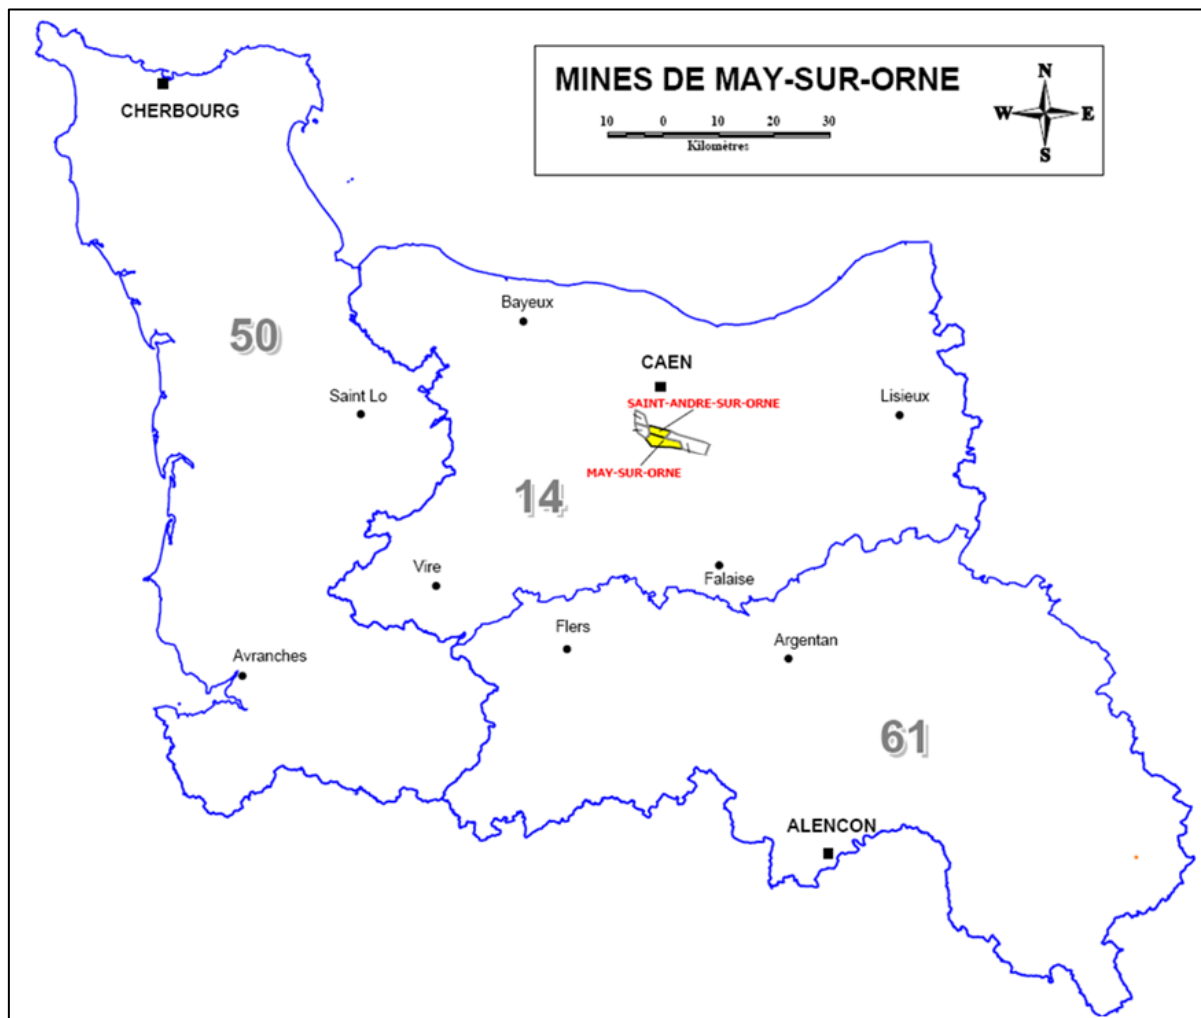 MINES DE MAY-SUR-ORNE
N
10 0 10 20 30
W E
Kilomètres
S
CHERBOURG
Bayeux
50
CAEN
Saint Lo
SAINT-ANDRE-SUR-ORNE
Lisieux
MAY-SUR-ORNE
14
Vire
Falaise
Flers
Argentan
Avranches
61
ALENCON